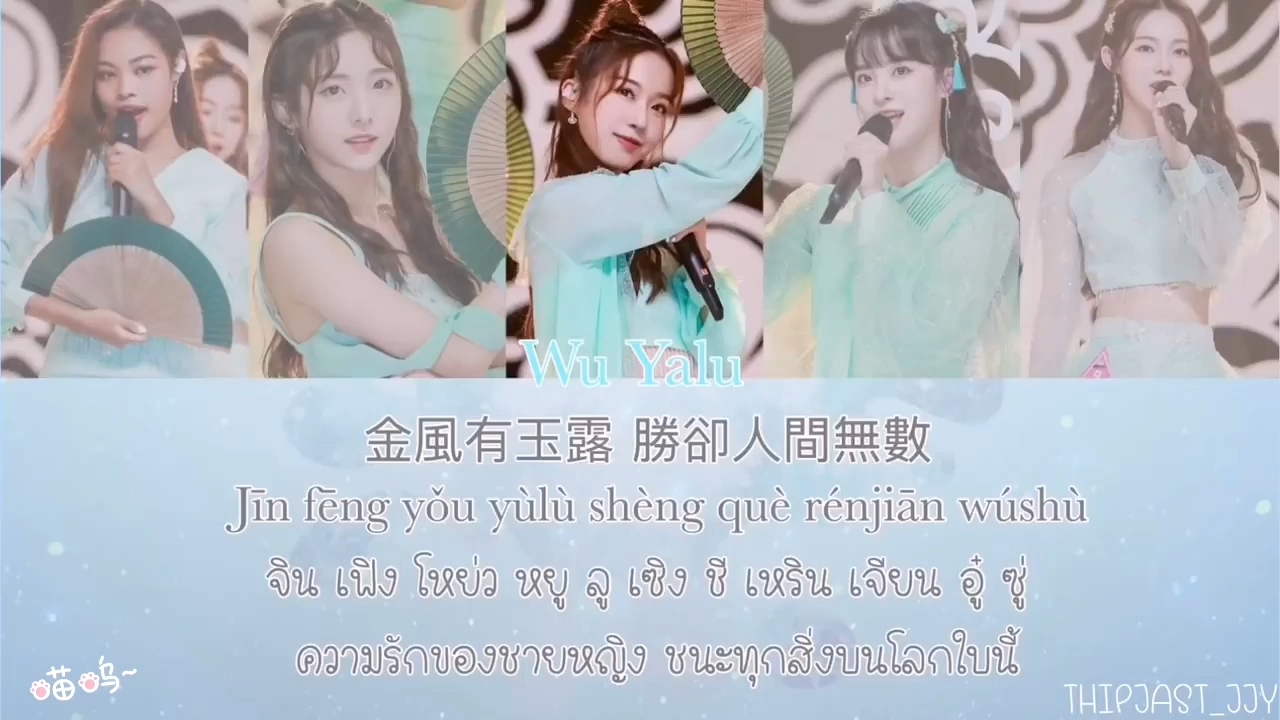 Wu Yalu
金風有玉露 勝卻人間無數
Jīn fēng yǒu yùlù shèng què rénjiān wúshù
จิน เฟิง โหย่ว หยู ลู เซิง ชี เหริน เจียน อู๋ ซู่
ความรักของชายหญิง ชนะทุกสิ่งบนโลกใบนี้
喵呜~
THIPJAST_JJY